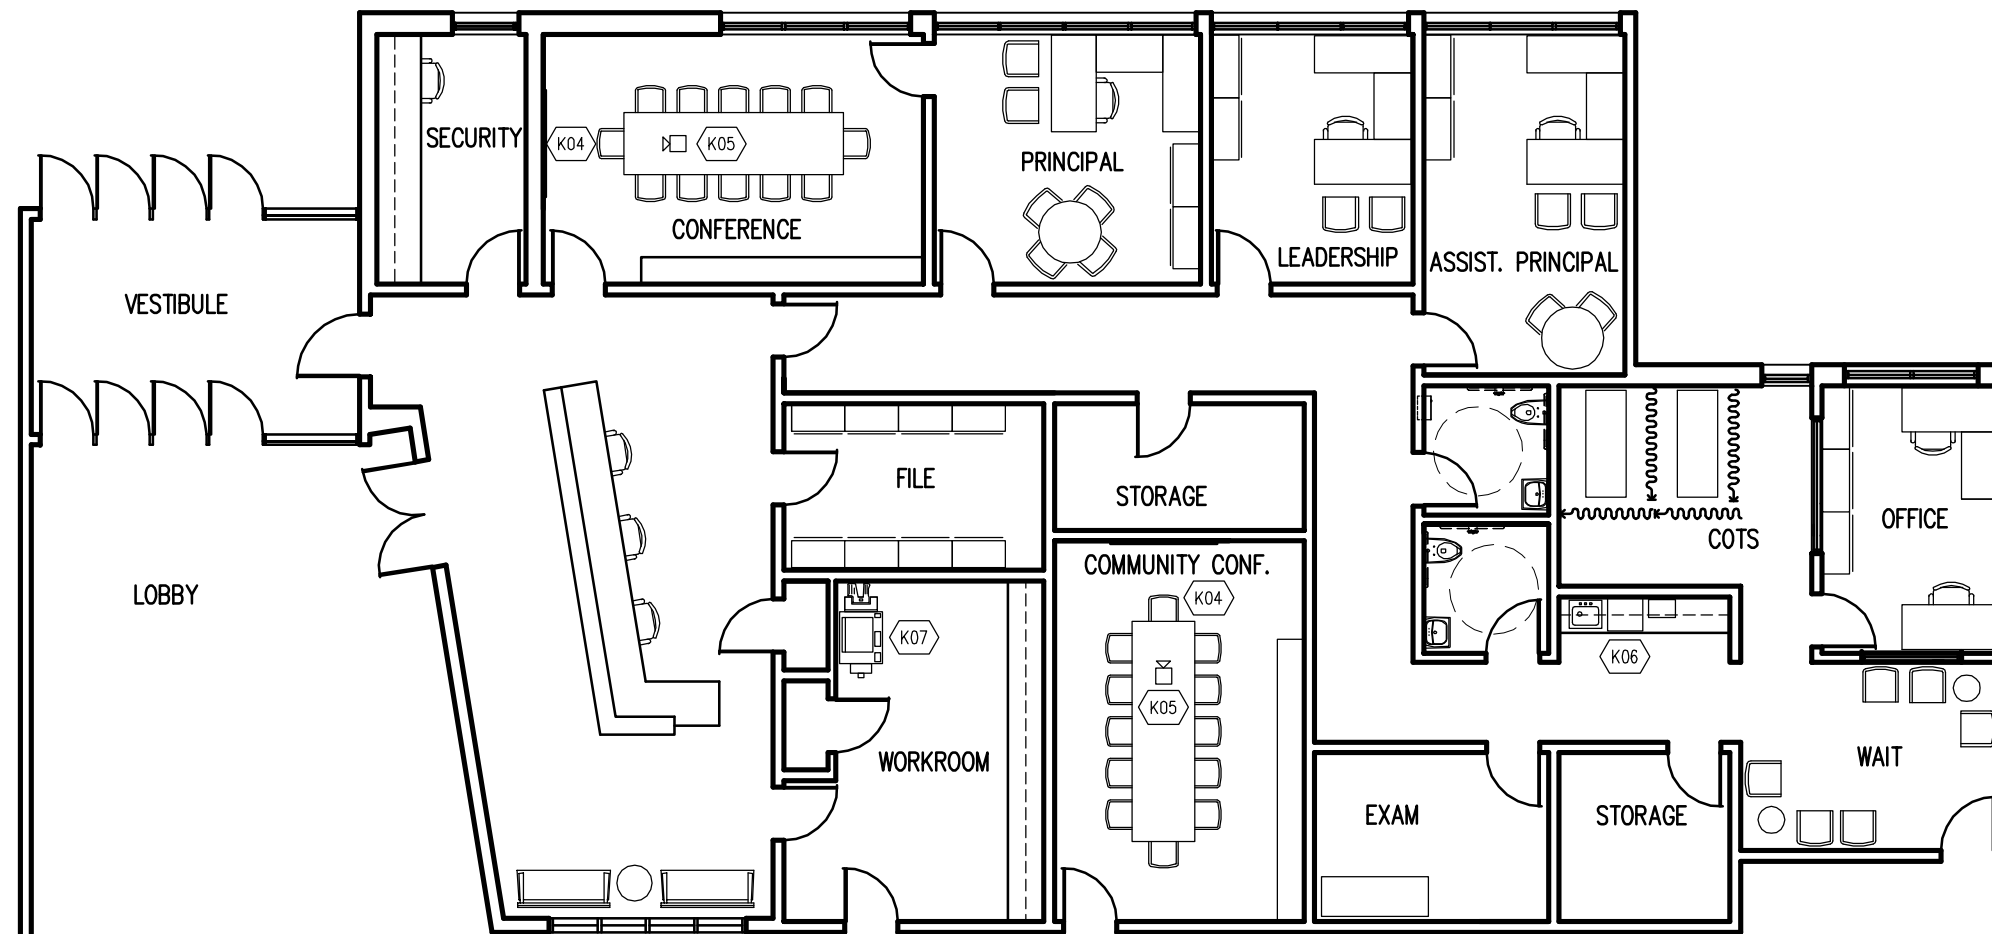 SECURITY
K04
K05
CONFERENCE
PRINCIPAL
LEADERSHIP
ASSIST. PRINCIPAL
VESTIBULE
FILE
STORAGE
COTS
OFFICE
LOBBY
COMMUNITY CONF.
K04
K07
K06
K05
WORKROOM
WAIT
EXAM
STORAGE